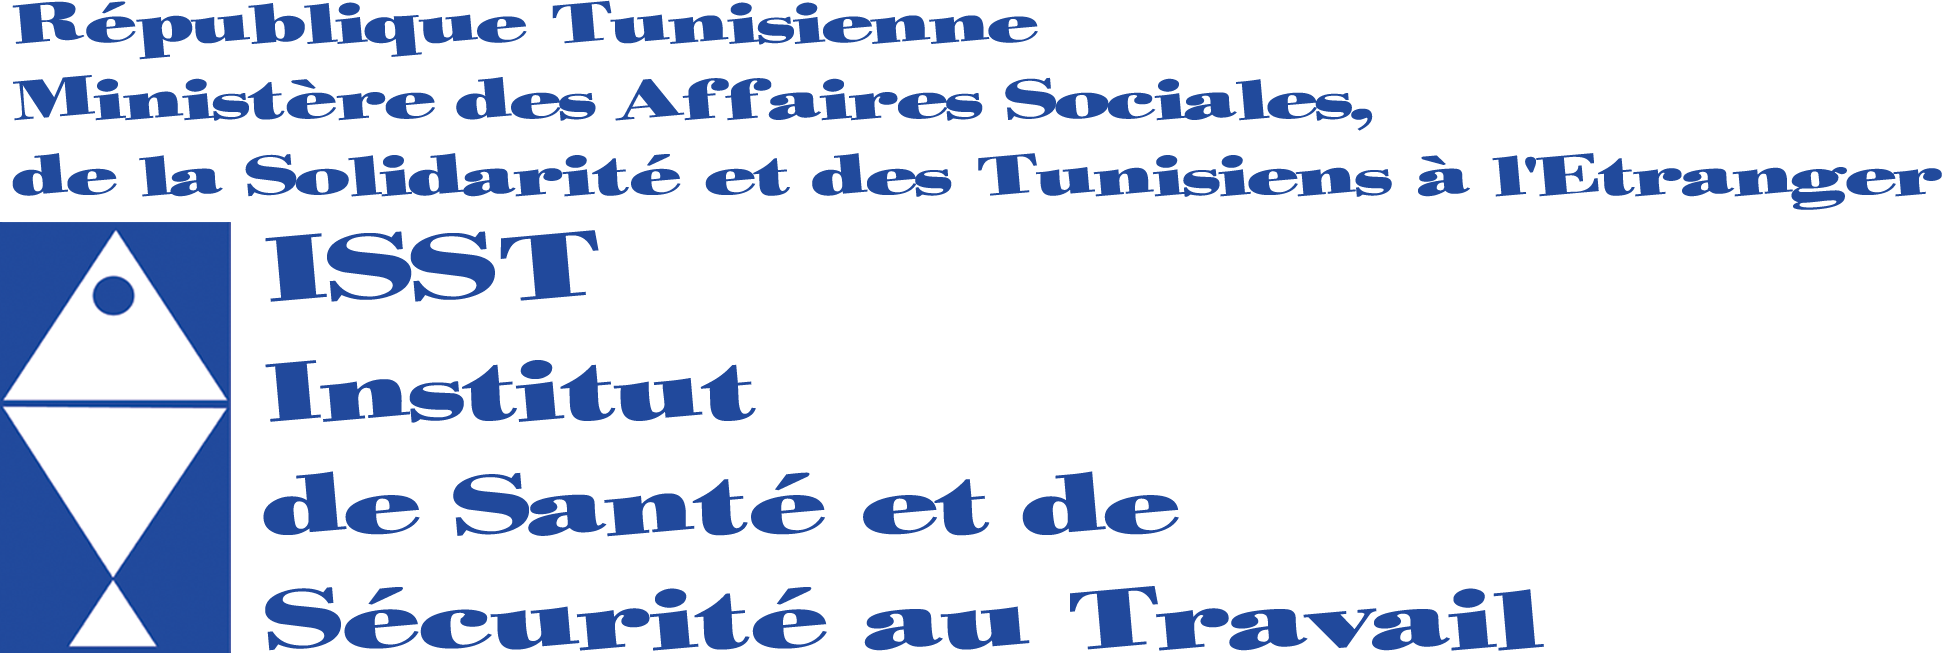 République Tunisienne
Ministère des Affaires Sociales,
de la Solidarité et des Tunisiens à l'Etranger
ISST
Institut
de Santé et de
Sécurité au Travail